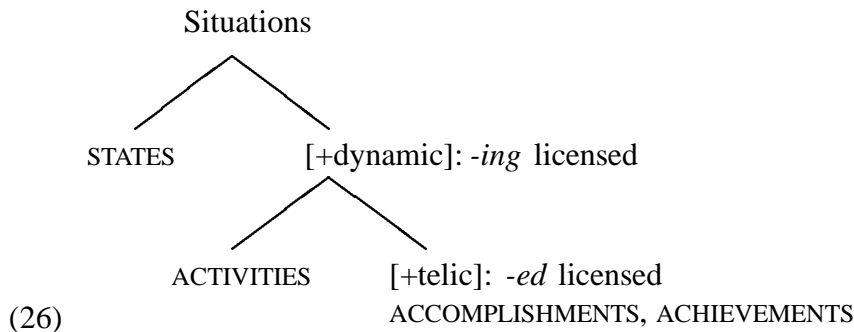 Situations
STATES [+dynamic]: -ing licensed
ACTIVITIES [+telic]: -ed licensed
(26) ACCOMPLISHMENTS, ACHIEVEMENTS